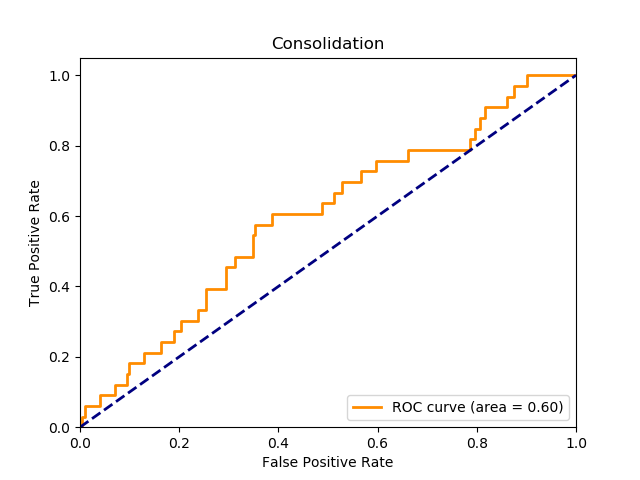 Consolidation
True Positive Rate
1.0
0.8
0.6
0.4
0.2
0.0
ROC curve (area = 0.60)
0.0 0.2 0.4 0.6 0.8 1.0
False Positive Rate